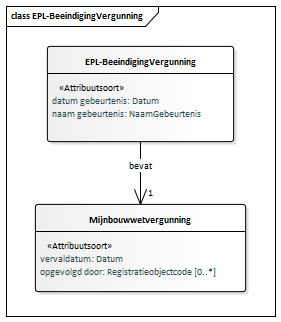 class EPL-BeeindigingVergunning
EPL-BeeindigingVergunning
«Attribuutsoort»
datum gebeurtenis: Datum
naam gebeurtenis: NaamGebeurtenis
bevat
1
Mijnbouwwetvergunning
«Attribuutsoort»
vervaldatum: Datum
opgevolgd door: Registratieobjectcode [0..*]